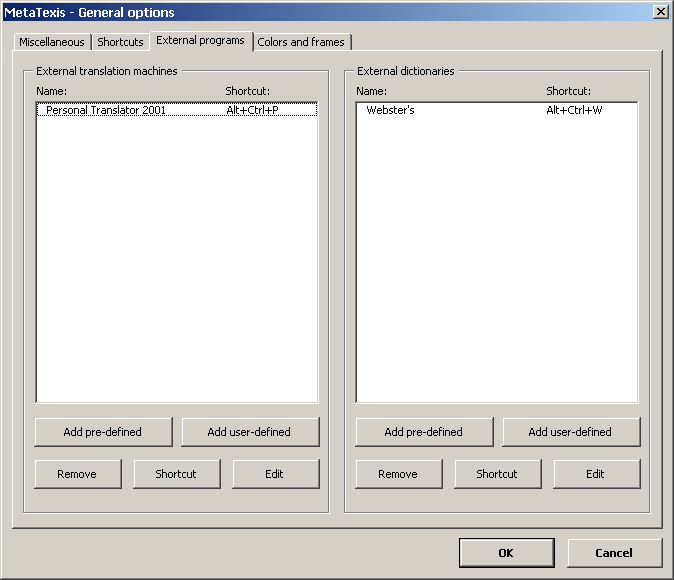 MetaTexis - General options
Miscellaneous Shortcuts External programs Colors and frames
External translation machines
Name: Shortcut:
Personal Translator 2001 Alt+Ctrl+P
Add pre-defined Add user-defined
Remove Shortcut Edit
External dictionaries
Name: Shortcut:
Webster's Alt+Ctrl+W
Add pre-defined Add user-defined
Remove Shortcut Edit
OK Cancel